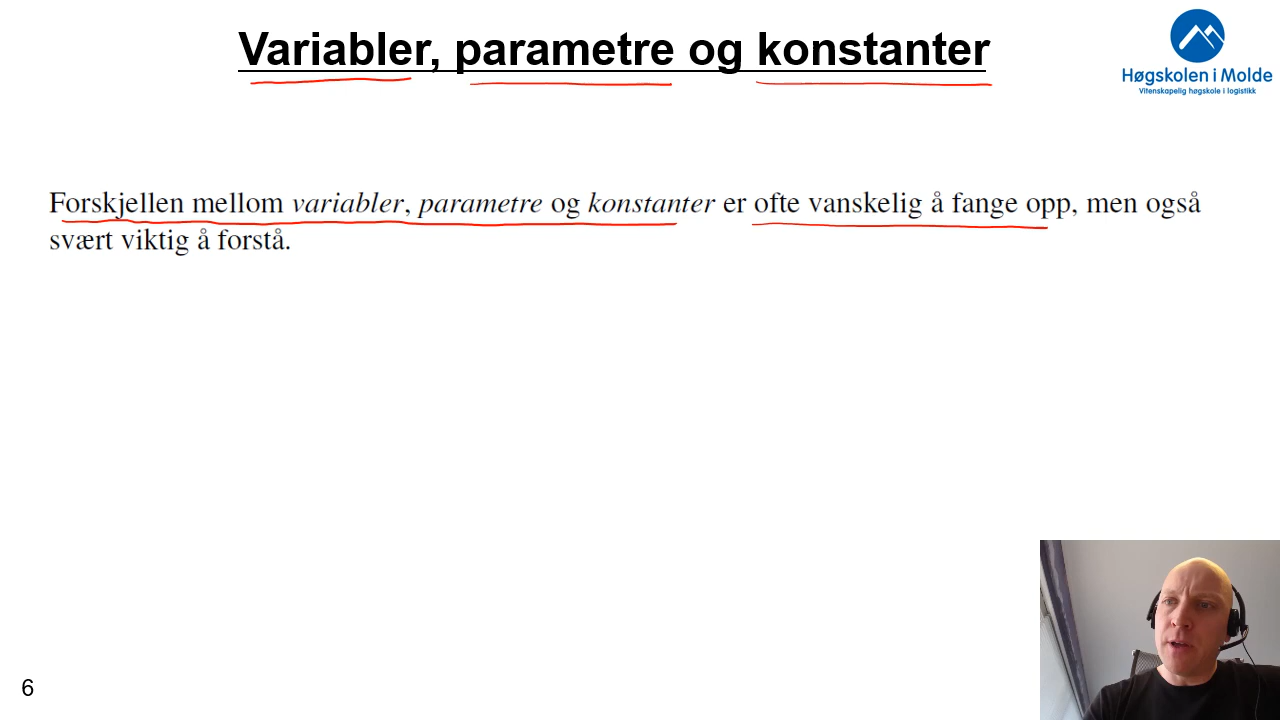 Variabler, parametre og konstanter
Høgskolen i Molde
Vitenskapelig høgskole i logistikk
Forskjellen mellom variabler, parametre og konstanter er ofte vanskelig å fange opp, men også
svært viktig å forstå.
6